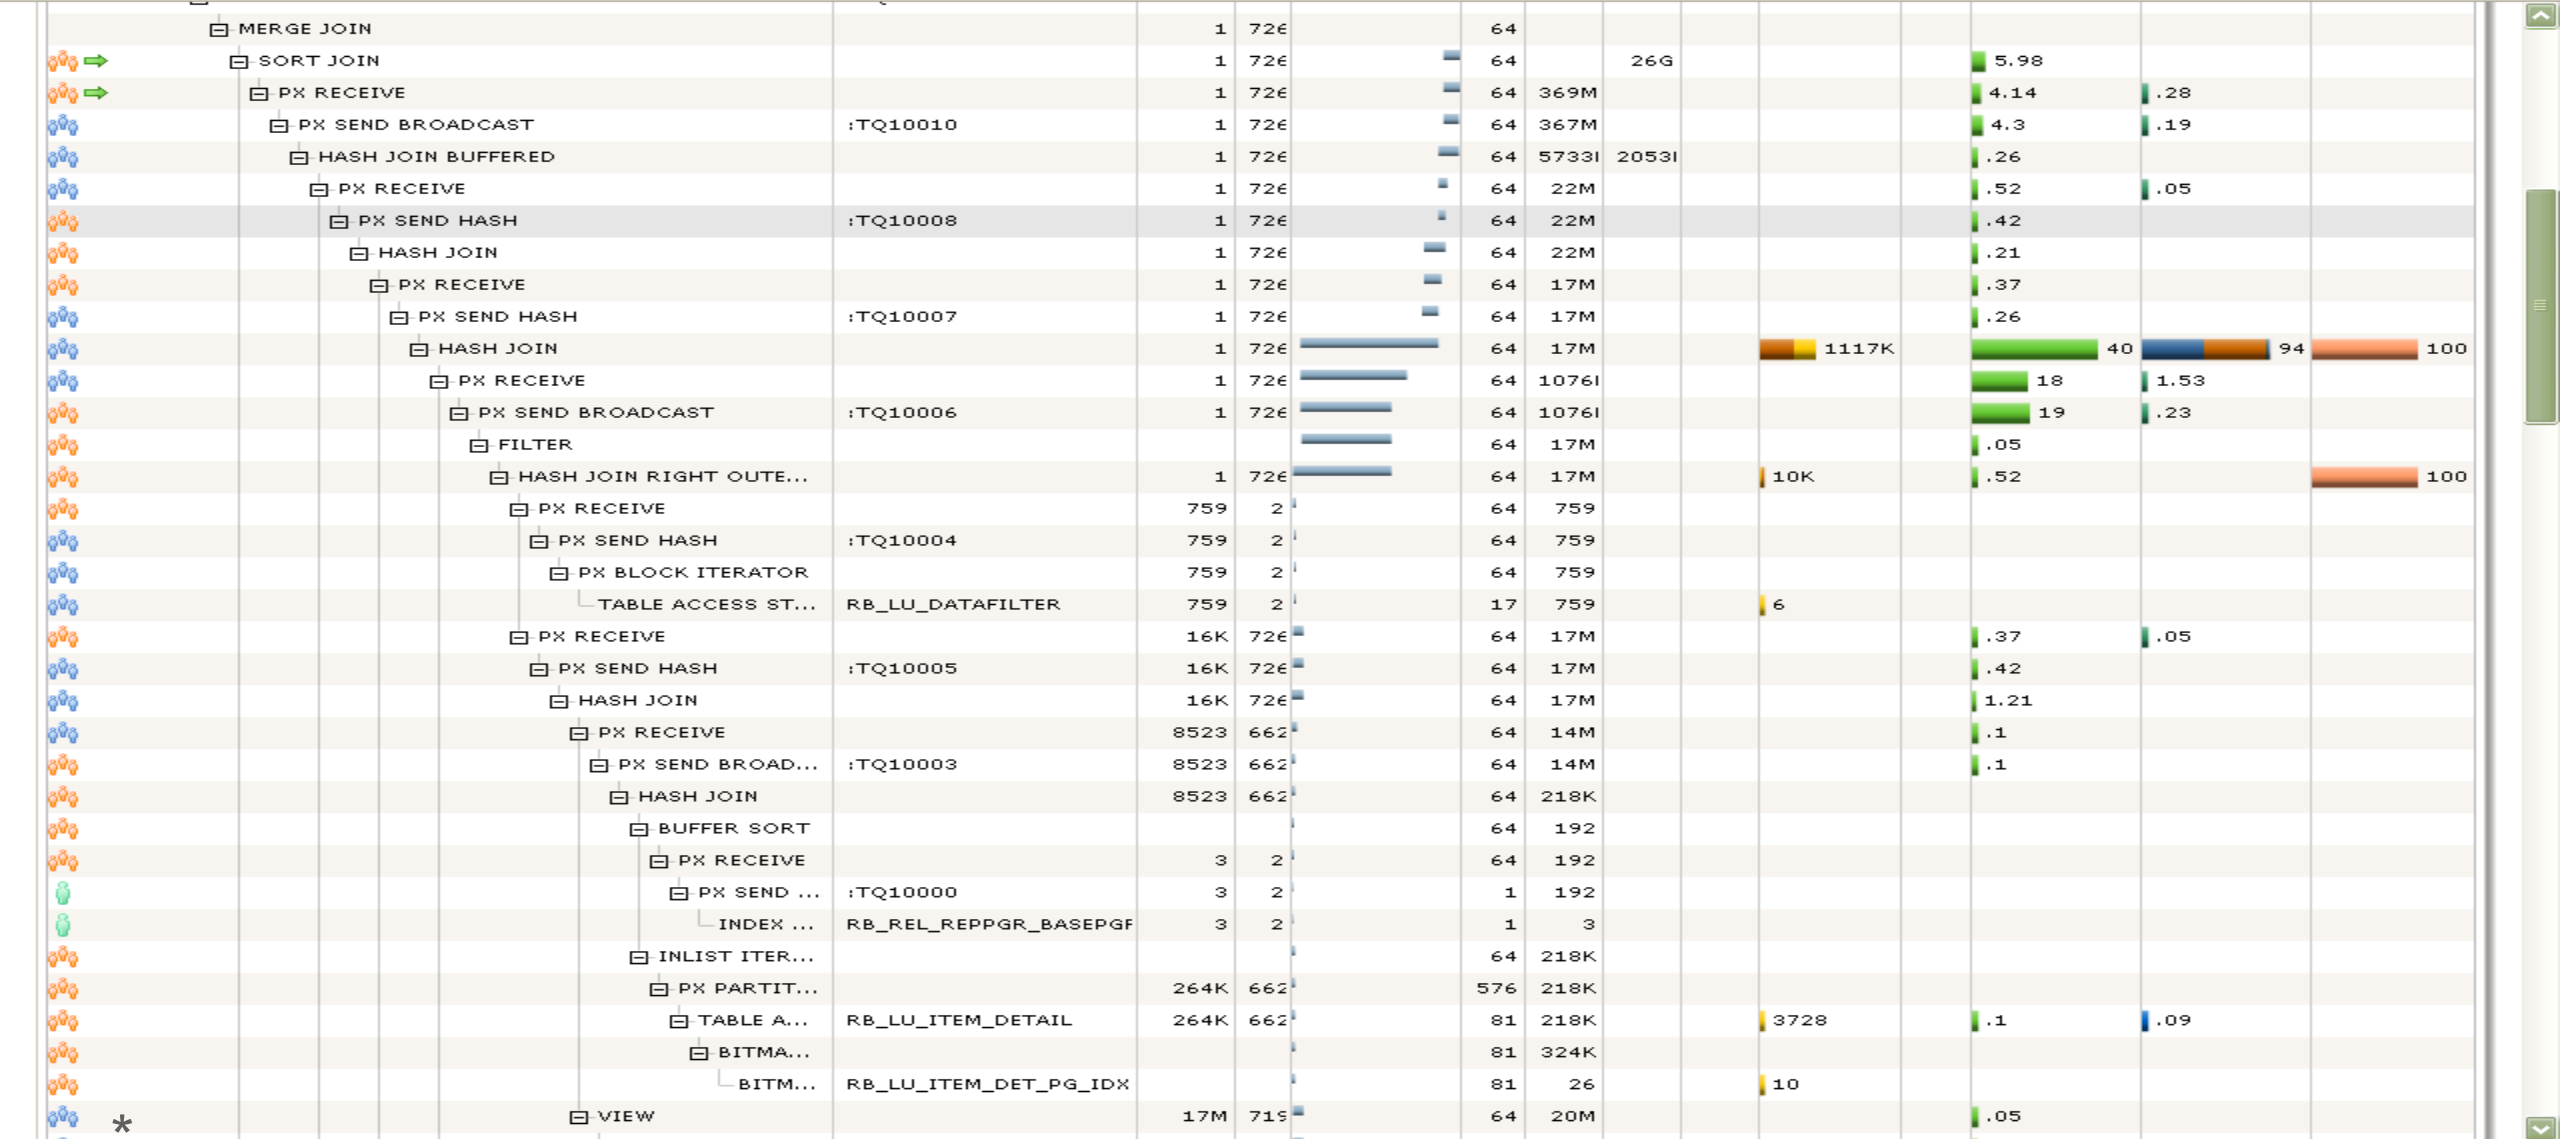 MERGE JOIN 1 726 64
SORT JOIN 1 726 64 26G 5.98
PX RECEIVE 1 726 64 369M 4.14 .28
PX SEND BROADCAST :TQ10010 1 726 64 367M 4.3 .19
HASH JOIN BUFFERED 1 726 64 5733 2053 .26
PX RECEIVE 1 726 64 22M .52 .05
PX SEND HASH :TQ10008 1 726 64 22M .42
HASH JOIN 1 726 64 22M .21
PX RECEIVE 1 726 64 17M .37
PX SEND HASH :TQ10007 1 726 64 17M .26
HASH JOIN 1 726 64 17M 1117K 40 94 100
PX RECEIVE 1 726 64 1076 18 1.53
PX SEND BROADCAST :TQ10006 1 726 64 1076 19 .23
FILTER 64 17M .05
HASH JOIN RIGHT OUTE... 1 726 64 17M 10K .52 100
PX RECEIVE 759 2 64 759
PX SEND HASH :TQ10004 759 2 64 759
PX BLOCK ITERATOR 759 2 64 759
TABLE ACCESS ST... RB_LU_DATAFILTER 759 2 17 759 6
PX RECEIVE 16K 726 64 17M .37 .05
PX SEND HASH :TQ10005 16K 726 64 17M .42
HASH JOIN 16K 726 64 17M 1.21
PX RECEIVE 8523 662 64 14M .1
PX SEND BROAD... :TQ10003 8523 662 64 14M .1
HASH JOIN 8523 662 64 218K
BUFFER SORT 64 192
PX RECEIVE 3 2 64 192
PX SEND ... :TQ10000 3 2 1 192
INDEX ... RB_REL_REPPGR_BASEPGF 3 2 1 3
INLIST ITER... 64 218K
PX PARTIT... 264K 662 576 218K
TABLE A... RB_LU_ITEM_DETAIL 264K 662 81 218K 3728 .1 .09
BITMA... 81 324K
BITM... RB_LU_ITEM_DET_PG_IDX 81 26 10
* VIEW 17M 719 64 20M .05